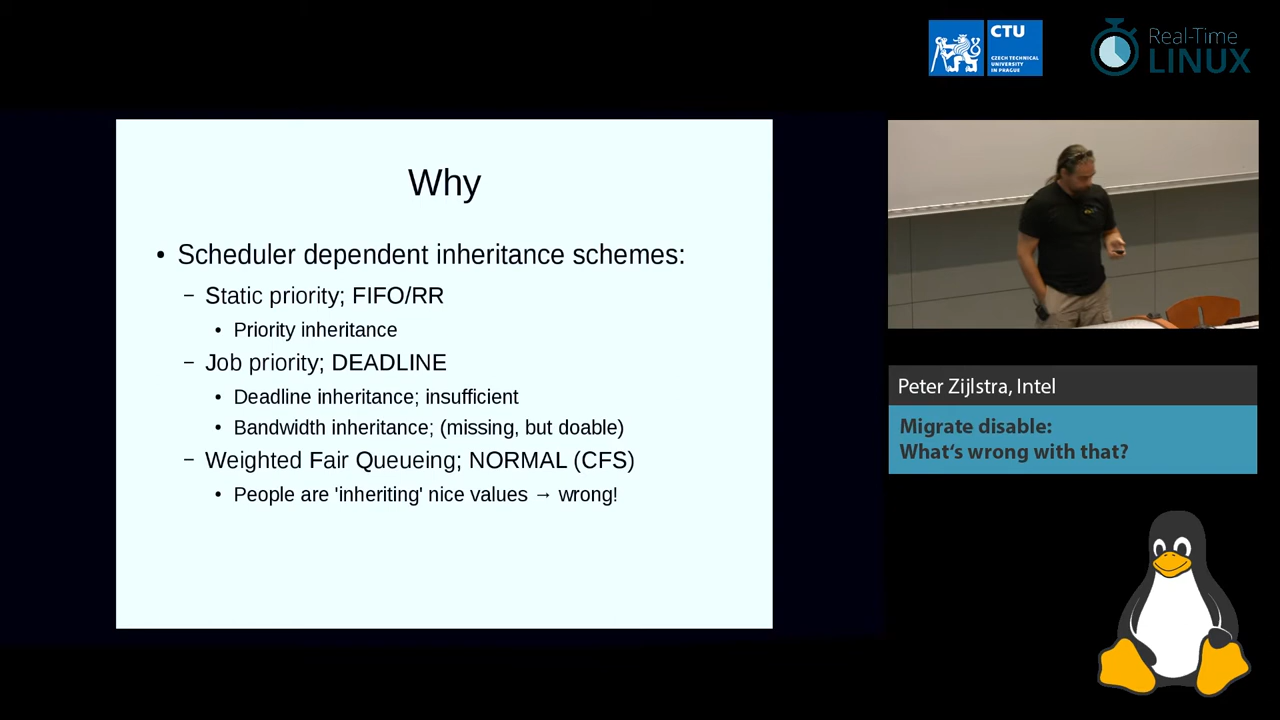 CTU
CZECH TECHNICAL
UNIVERSITY
IN PRAGUE
Real-Time
LINUX
Why
• Scheduler dependent inheritance schemes:
– Static priority; FIFO/RR
• Priority inheritance
– Job priority; DEADLINE
• Deadline inheritance; insufficient
• Bandwidth inheritance; (missing, but doable)
– Weighted Fair Queueing; NORMAL (CFS)
• People are 'inheriting' nice values → wrong!
Peter Zijlstra, Intel
Migrate disable:
What's wrong with that?